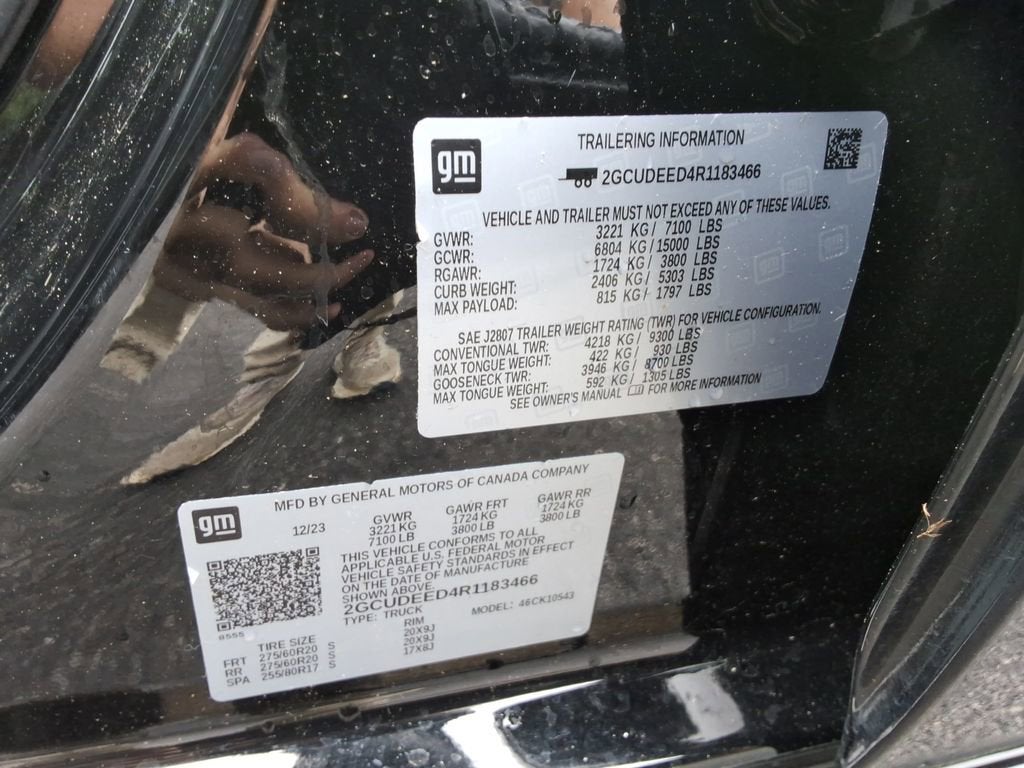 gm
TRAILERING INFORMATION
2GCUDEED4R1183466
VEHICLE AND TRAILER MUST NOT EXCEED ANY OF THESE VALUES.
GVWR: 3221 KG / 7100 LBS
GCWR: 6804 KG / 15000 LBS
RGAWR: 1724 KG / 3800 LBS
CURB WEIGHT: 2406 KG / 5303 LBS
MAX PAYLOAD: 815 KG / 1797 LBS
SAE J2807 TRAILER WEIGHT RATING (TWR) FOR VEHICLE CONFIGURATION.
CONVENTIONAL TWR: 4218 KG / 9300 LBS
MAX TONGUE WEIGHT: 422 KG / 930 LBS
GOOSENECK TWR: 3946 KG / 8700 LBS
MAX TONGUE WEIGHT: 592 KG / 1305 LBS
SEE OWNER'S MANUAL FOR MORE INFORMATION
gm
MFD BY GENERAL MOTORS OF CANADA COMPANY
12/23 GVWR GAWR FRT GAWR RR
3221 KG 1724 KG 1724 KG
7100 LB 3800 LB 3800 LB
THIS VEHICLE CONFORMS TO ALL
APPLICABLE U.S. FEDERAL MOTOR
VEHICLE SAFETY STANDARDS IN EFFECT
ON THE DATE OF MANUFACTURE
SHOWN ABOVE.
2GCUDEED4R1183466
TYPE: TRUCK MODEL: 46CK10543
8555
TIRE SIZE RIM
FRT 275/60R20 S 20X9J
RR 275/60R20 S 20X9J
SPA 255/80R17 S 17X8J